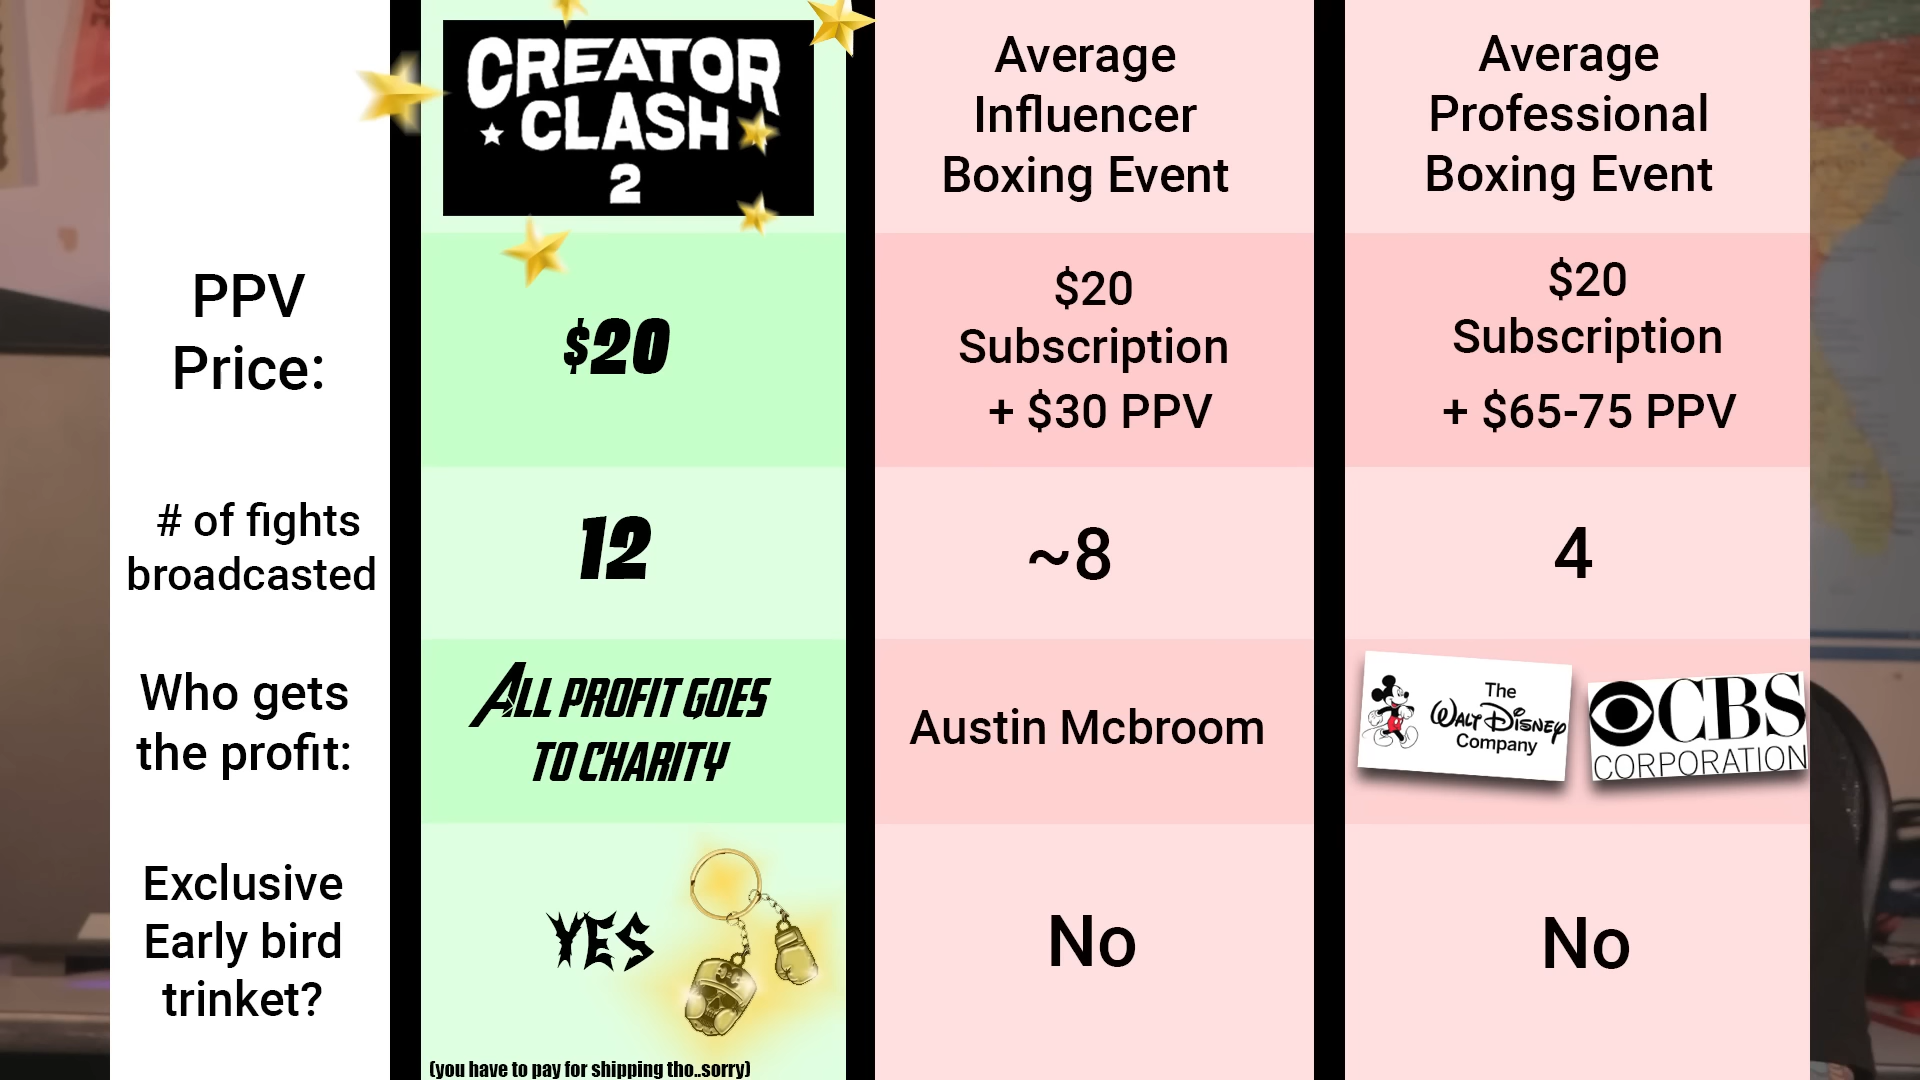 CREATOR
CLASH
2
Average
Influencer
Boxing Event
Average
Professional
Boxing Event
PPV
Price:
$20
$20
Subscription
+ $30 PPV
$20
Subscription
+ $65-75 PPV
# of fights
broadcasted
12
~8
4
Who gets
the profit:
ALL PROFIT GOES
TO CHARITY
Austin Mcbroom
The
WALT DISNEY
Company
CBS
CORPORATION
Exclusive
Early bird
trinket?
YES
No
No
(you have to pay for shipping tho..sorry)